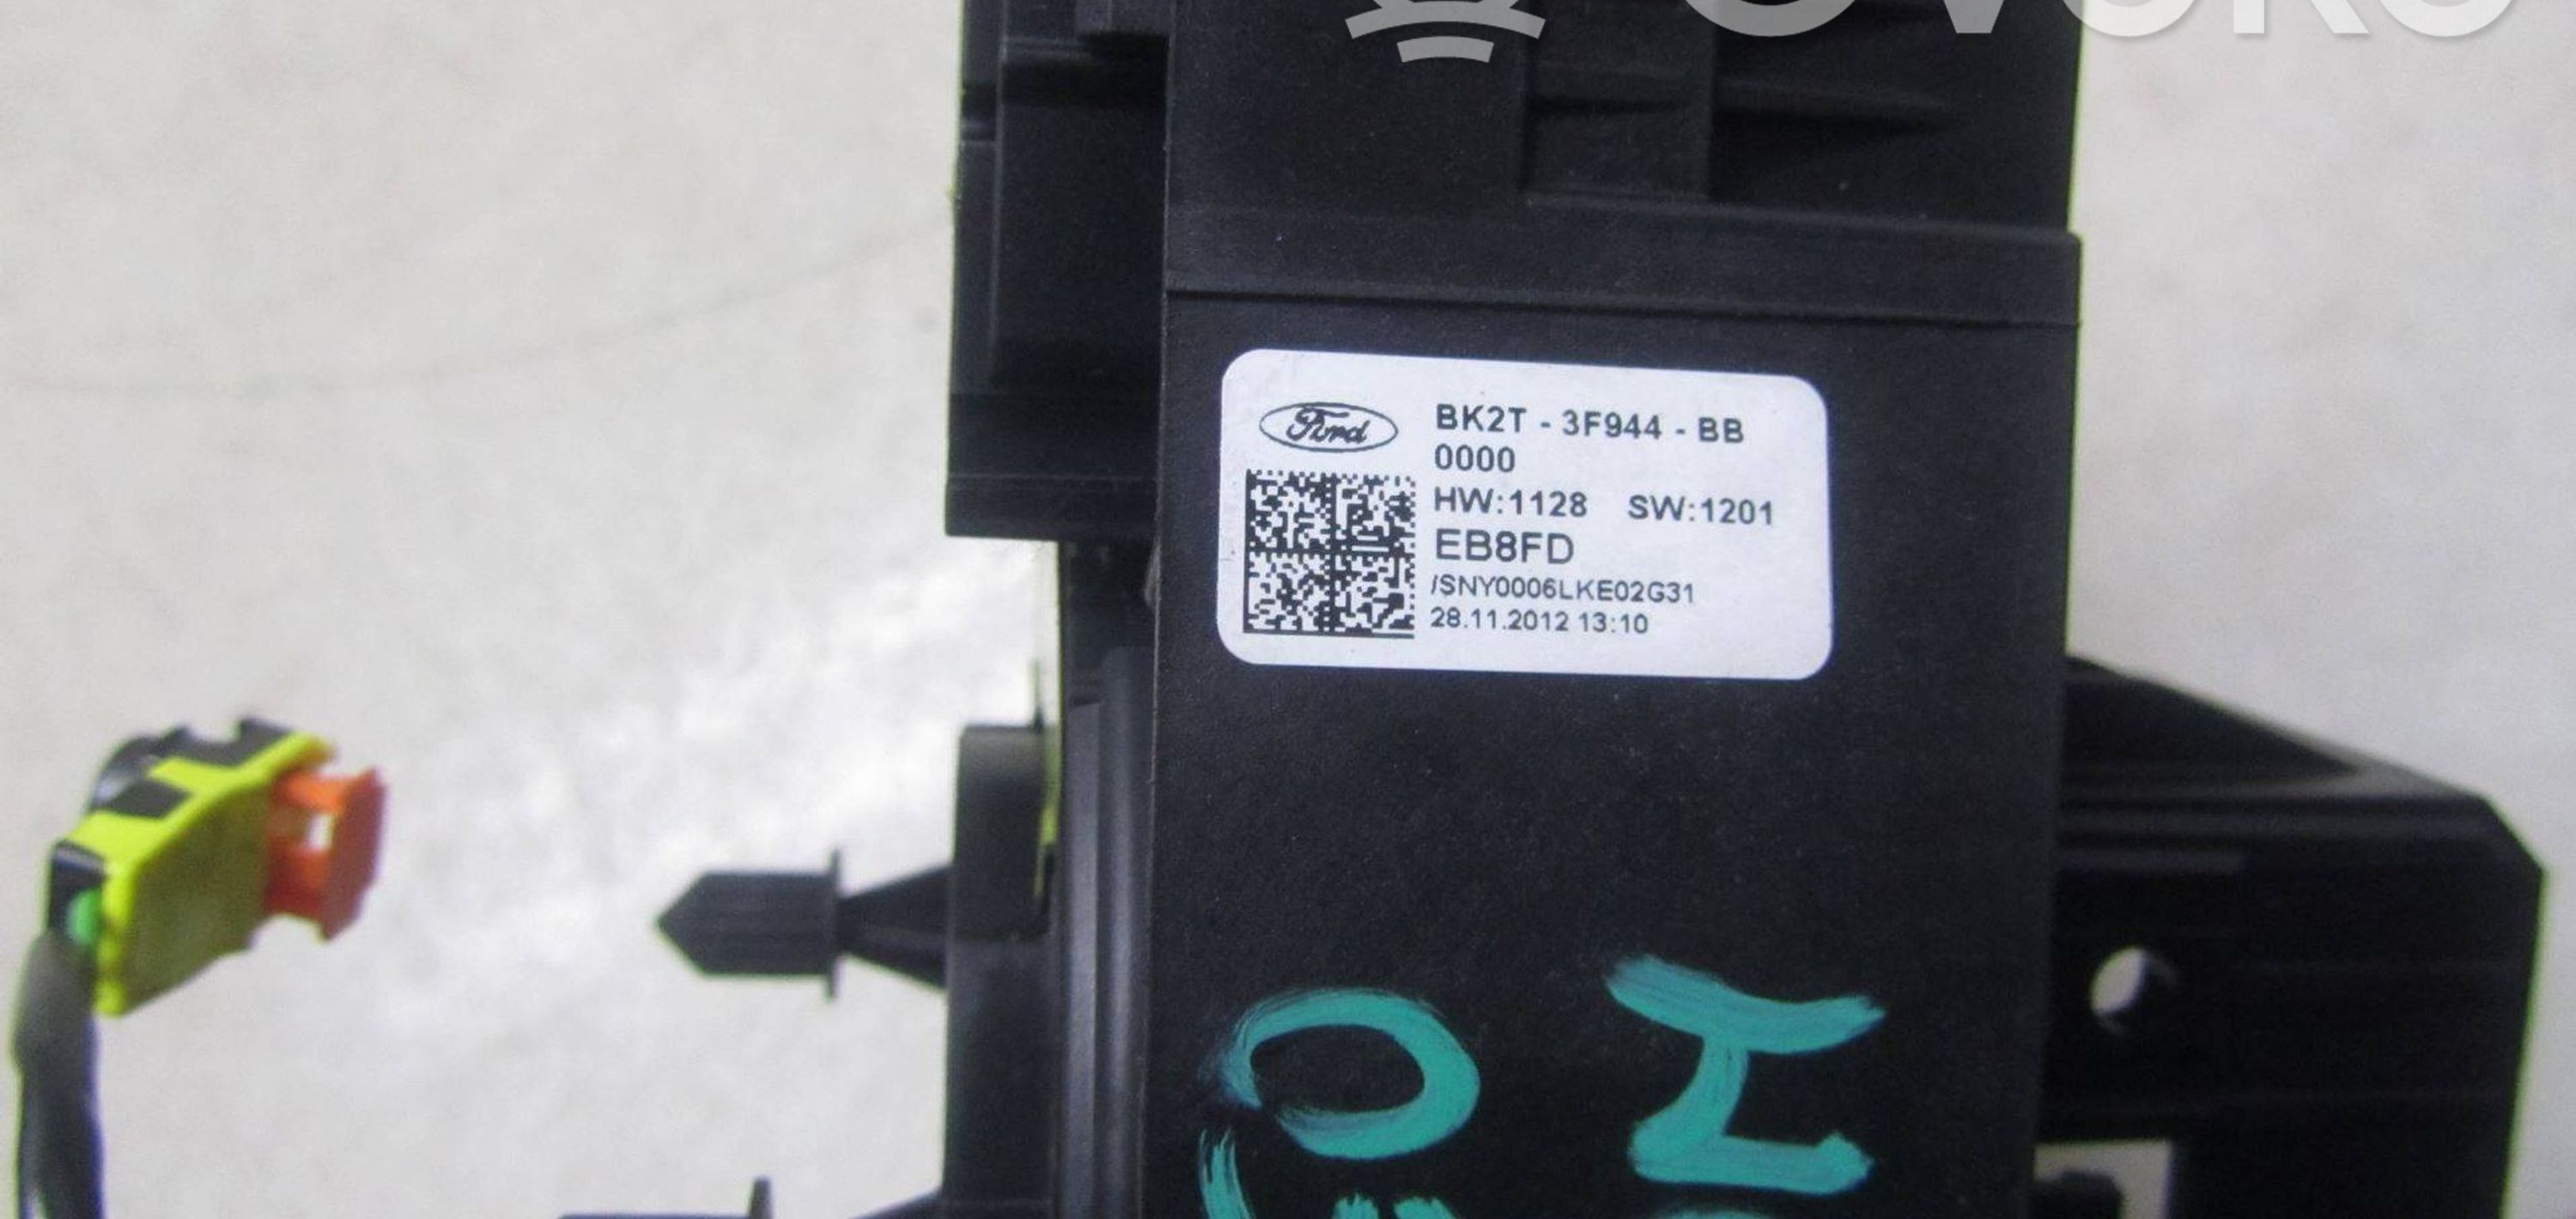 Ford
BK2T - 3F944 - BB
0000
HW:1128 SW:1201
EB8FD
/SNY0006LKE02G31
28.11.2012 13:10